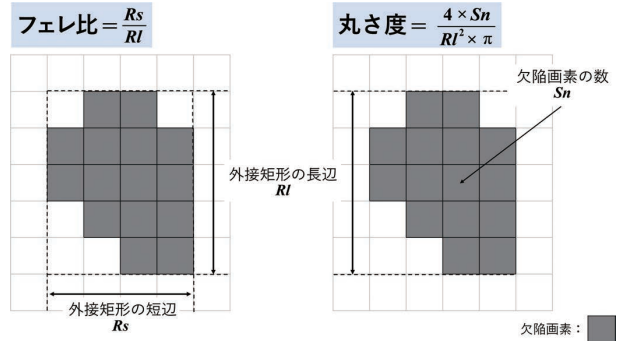 フェレ比 = Rs / Rl
丸さ度 = 4 × Sn / Rl² × π
欠陥画素の数
Sn
外接矩形の長辺
Rl
外接矩形の短辺
Rs
欠陥画素：